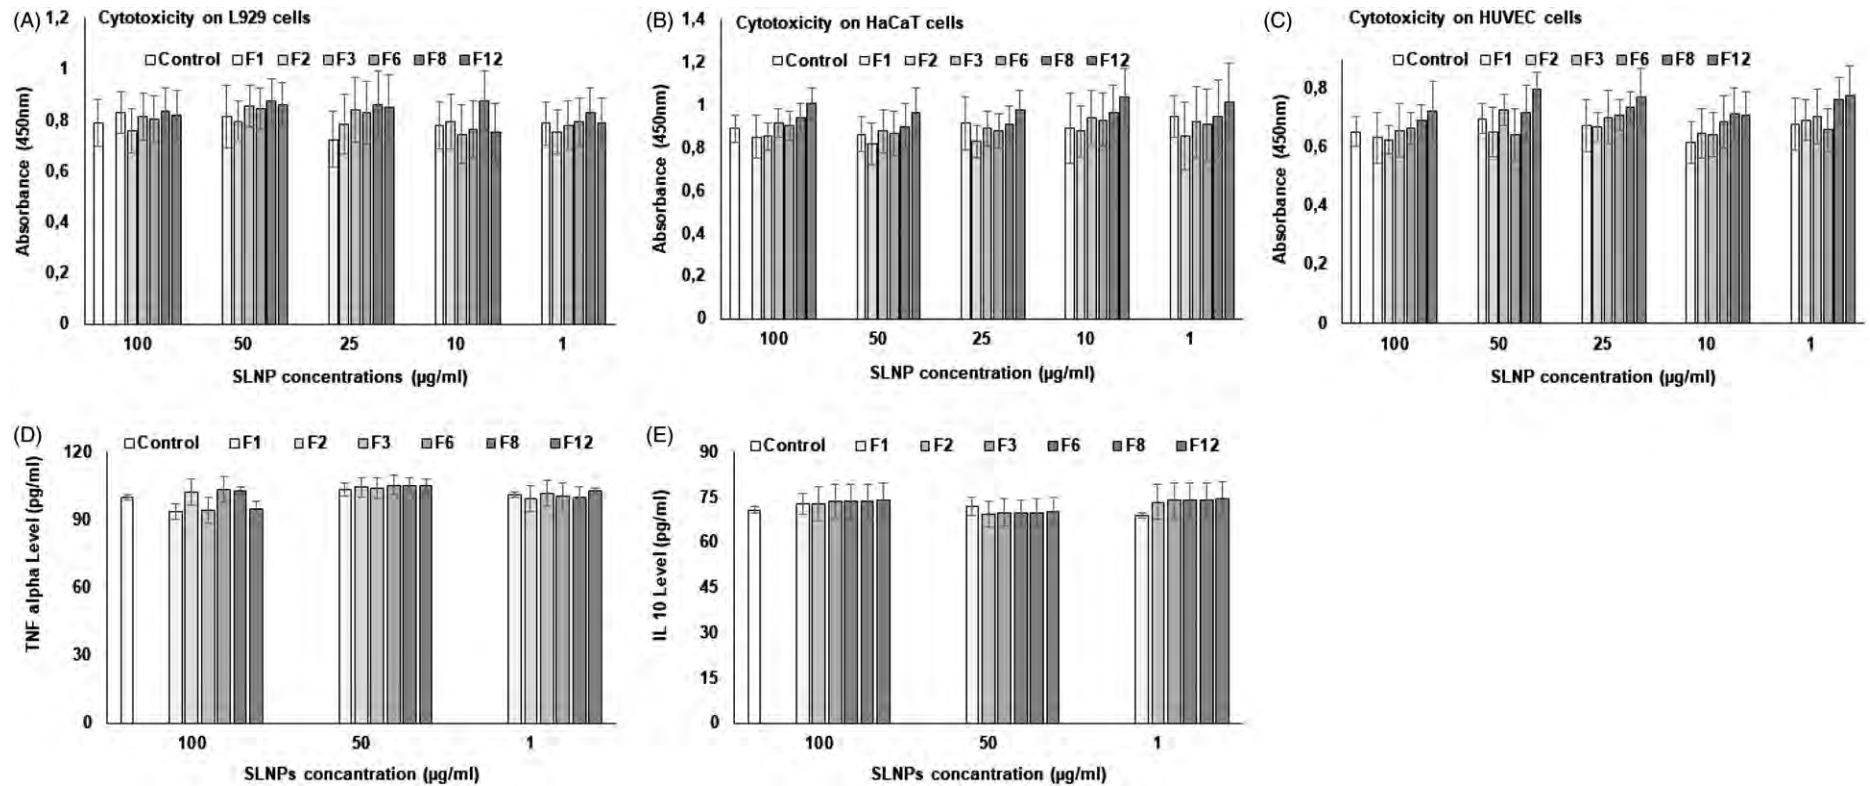 (A)
Cytotoxicity on L929 cells
Control F1 F2 F3 F6 F8 F12
Absorbance (450nm)
1,2
1
0,8
0,6
0,4
0,2
0
100 50 25 10 1
SLNP concentrations (µg/ml)
(B)
Cytotoxicity on HaCaT cells
Control F1 F2 F3 F6 F8 F12
Absorbance (450nm)
1,4
1,2
1
0,8
0,6
0,4
0,2
0
100 50 25 10 1
SLNP concentration (µg/ml)
(C)
Cytotoxicity on HUVEC cells
Control F1 F2 F3 F6 F8 F12
Absorbance (450nm)
0,8
0,6
0,4
0,2
0
100 50 25 10 1
SLNP concentration (µg/ml)
(D)
Control F1 F2 F3 F6 F8 F12
TNF alpha Level (pg/ml)
120
90
60
30
0
100 50 1
SLNPs concantration (µg/ml)
(E)
Control F1 F2 F3 F6 F8 F12
IL 10 Level (pg/ml)
90
75
60
45
30
15
0
100 50 1
SLNPs concantration (µg/ml)